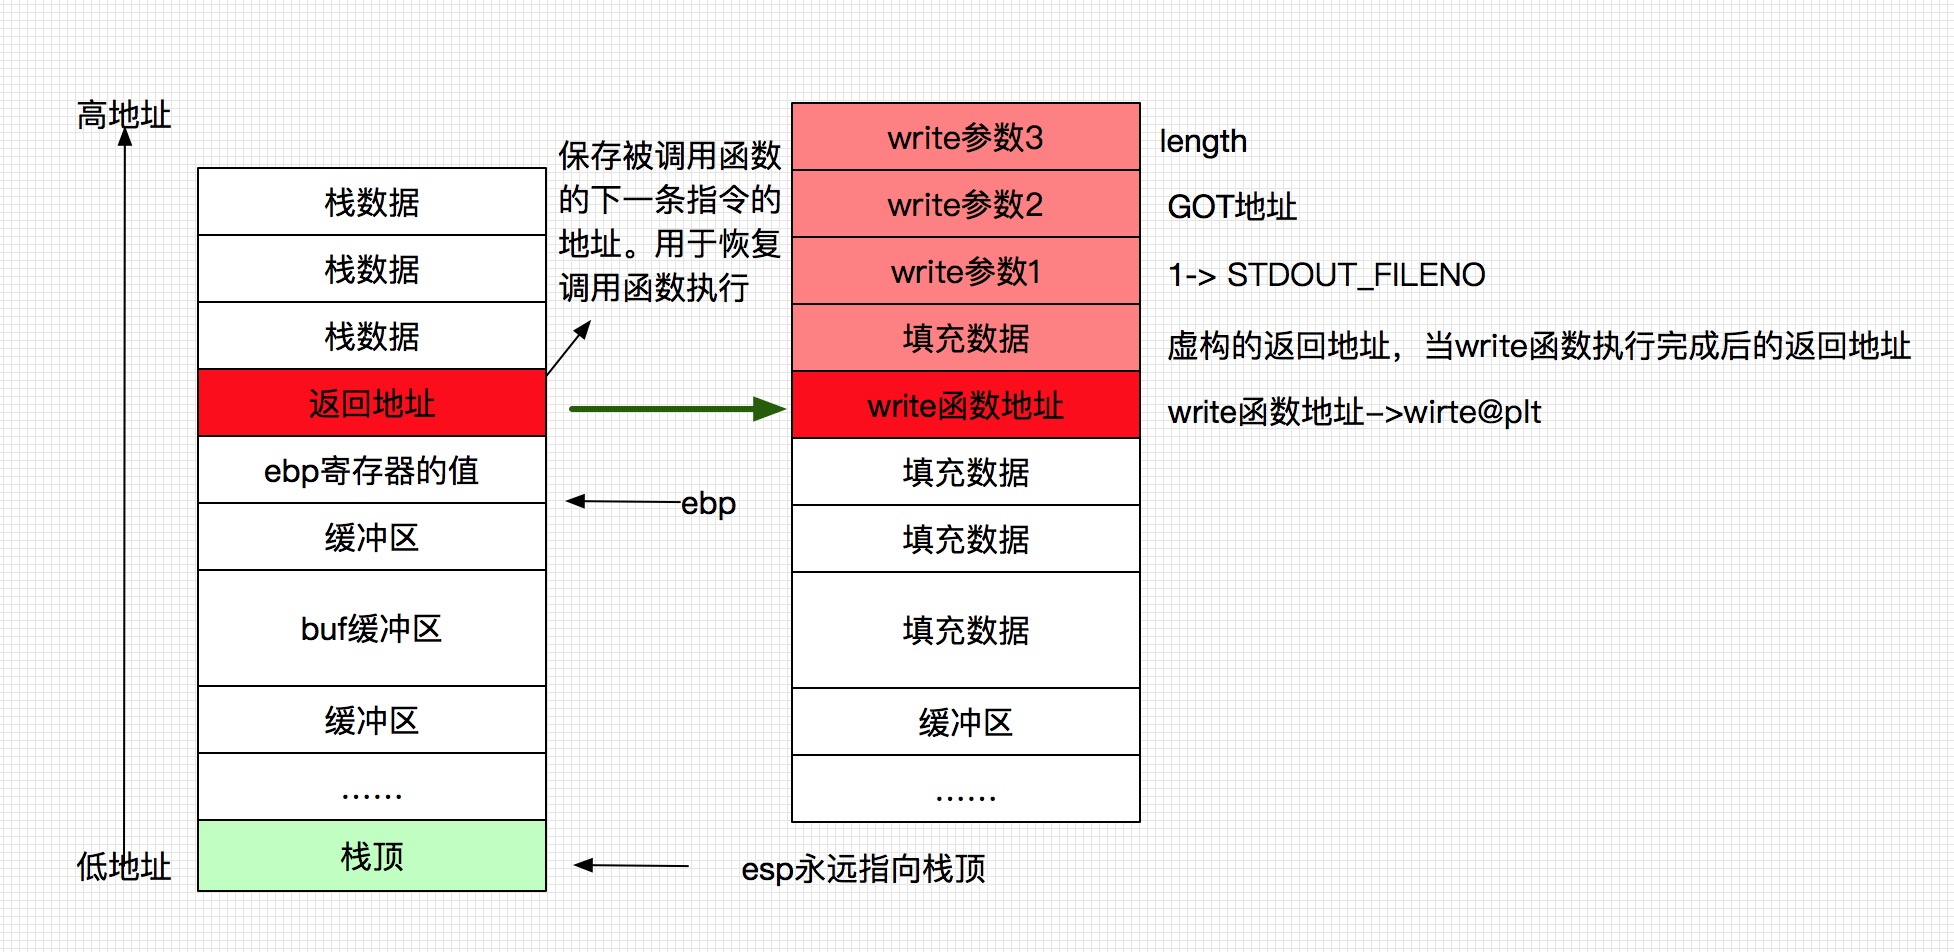 高地址
栈数据
栈数据
栈数据
返回地址
ebp寄存器的值
缓冲区
buf缓冲区
缓冲区
......
栈顶
低地址
保存被调用函数
的下一条指令的
地址。用于恢复
调用函数执行
ebp
esp永远指向栈顶
write参数3
write参数2
write参数1
填充数据
write函数地址
填充数据
填充数据
填充数据
缓冲区
......
length
GOT地址
1-> STDOUT_FILENO
虚构的返回地址，当write函数执行完成后的返回地址
write函数地址->wirte@plt